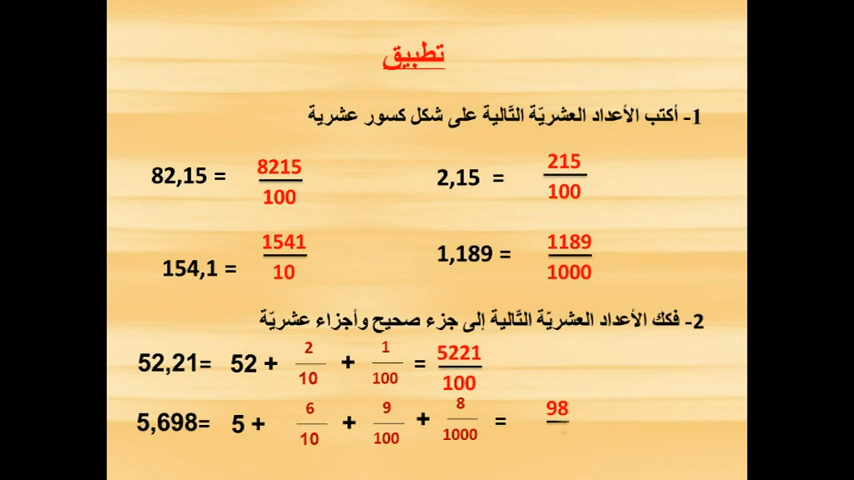 تطبيق
1- أكتب الأعداد العشريّة التّالية على شكل كسور عشرية
82,15 = 8215/100 2,15 = 215/100
154,1 = 1541/10 1,189 = 1189/1000
2- فكك الأعداد العشريّة التّالية إلى جزء صحيح وأجزاء عشريّة
52,21= 52 + 2/10 + 1/100 = 5221/100
5,698= 5 + 6/10 + 9/100 + 8/1000 = 98